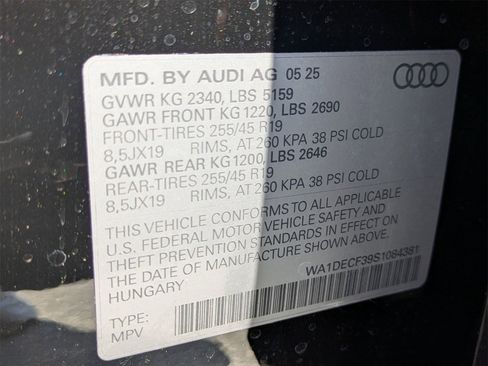 MFD. BY AUDI AG 05 25
GVWR KG 2340, LBS 5159
GAWR FRONT KG 1220, LBS 2690
FRONT-TIRES 255/45 R19
8,5JX19 RIMS, AT 260 KPA 38 PSI COLD
GAWR REAR KG 1200, LBS 2646
REAR-TIRES 255/45 R19
8,5JX19 RIMS, AT 260 KPA 38 PSI COLD
THIS VEHICLE CONFORMS TO ALL APPLICABLE
U.S. FEDERAL MOTOR VEHICLE SAFETY AND
THEFT PREVENTION STANDARDS IN EFFECT ON
THE DATE OF MANUFACTURE SHOWN ABOVE.
HUNGARY
WA1DECF39S1084381
TYPE:
MPV